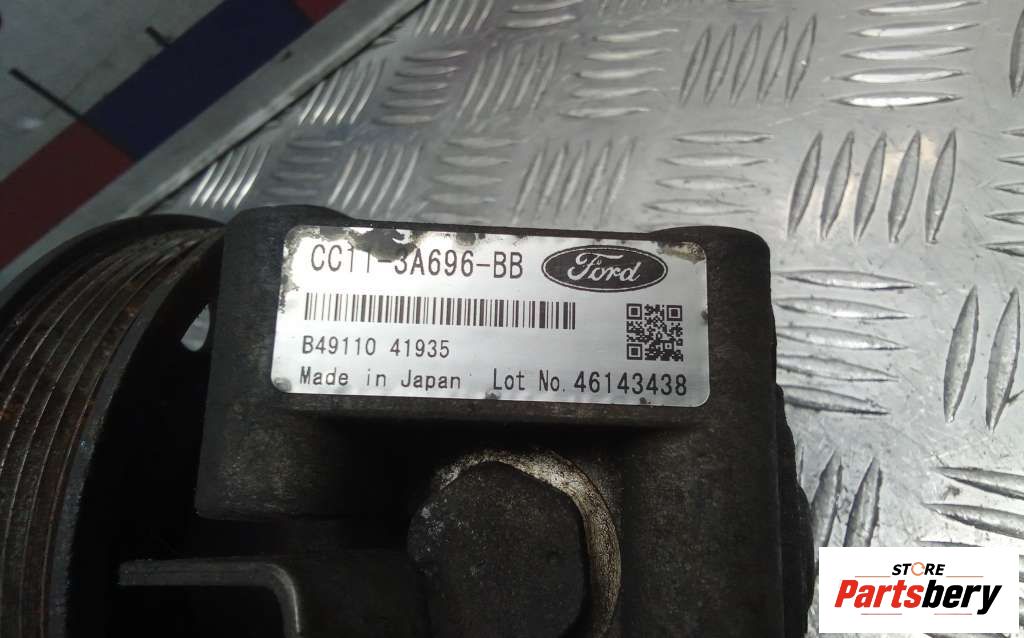 CC11-3A696-BB Ford
B49110 41935
Made in Japan Lot No. 46143438
STORE
Partsbery